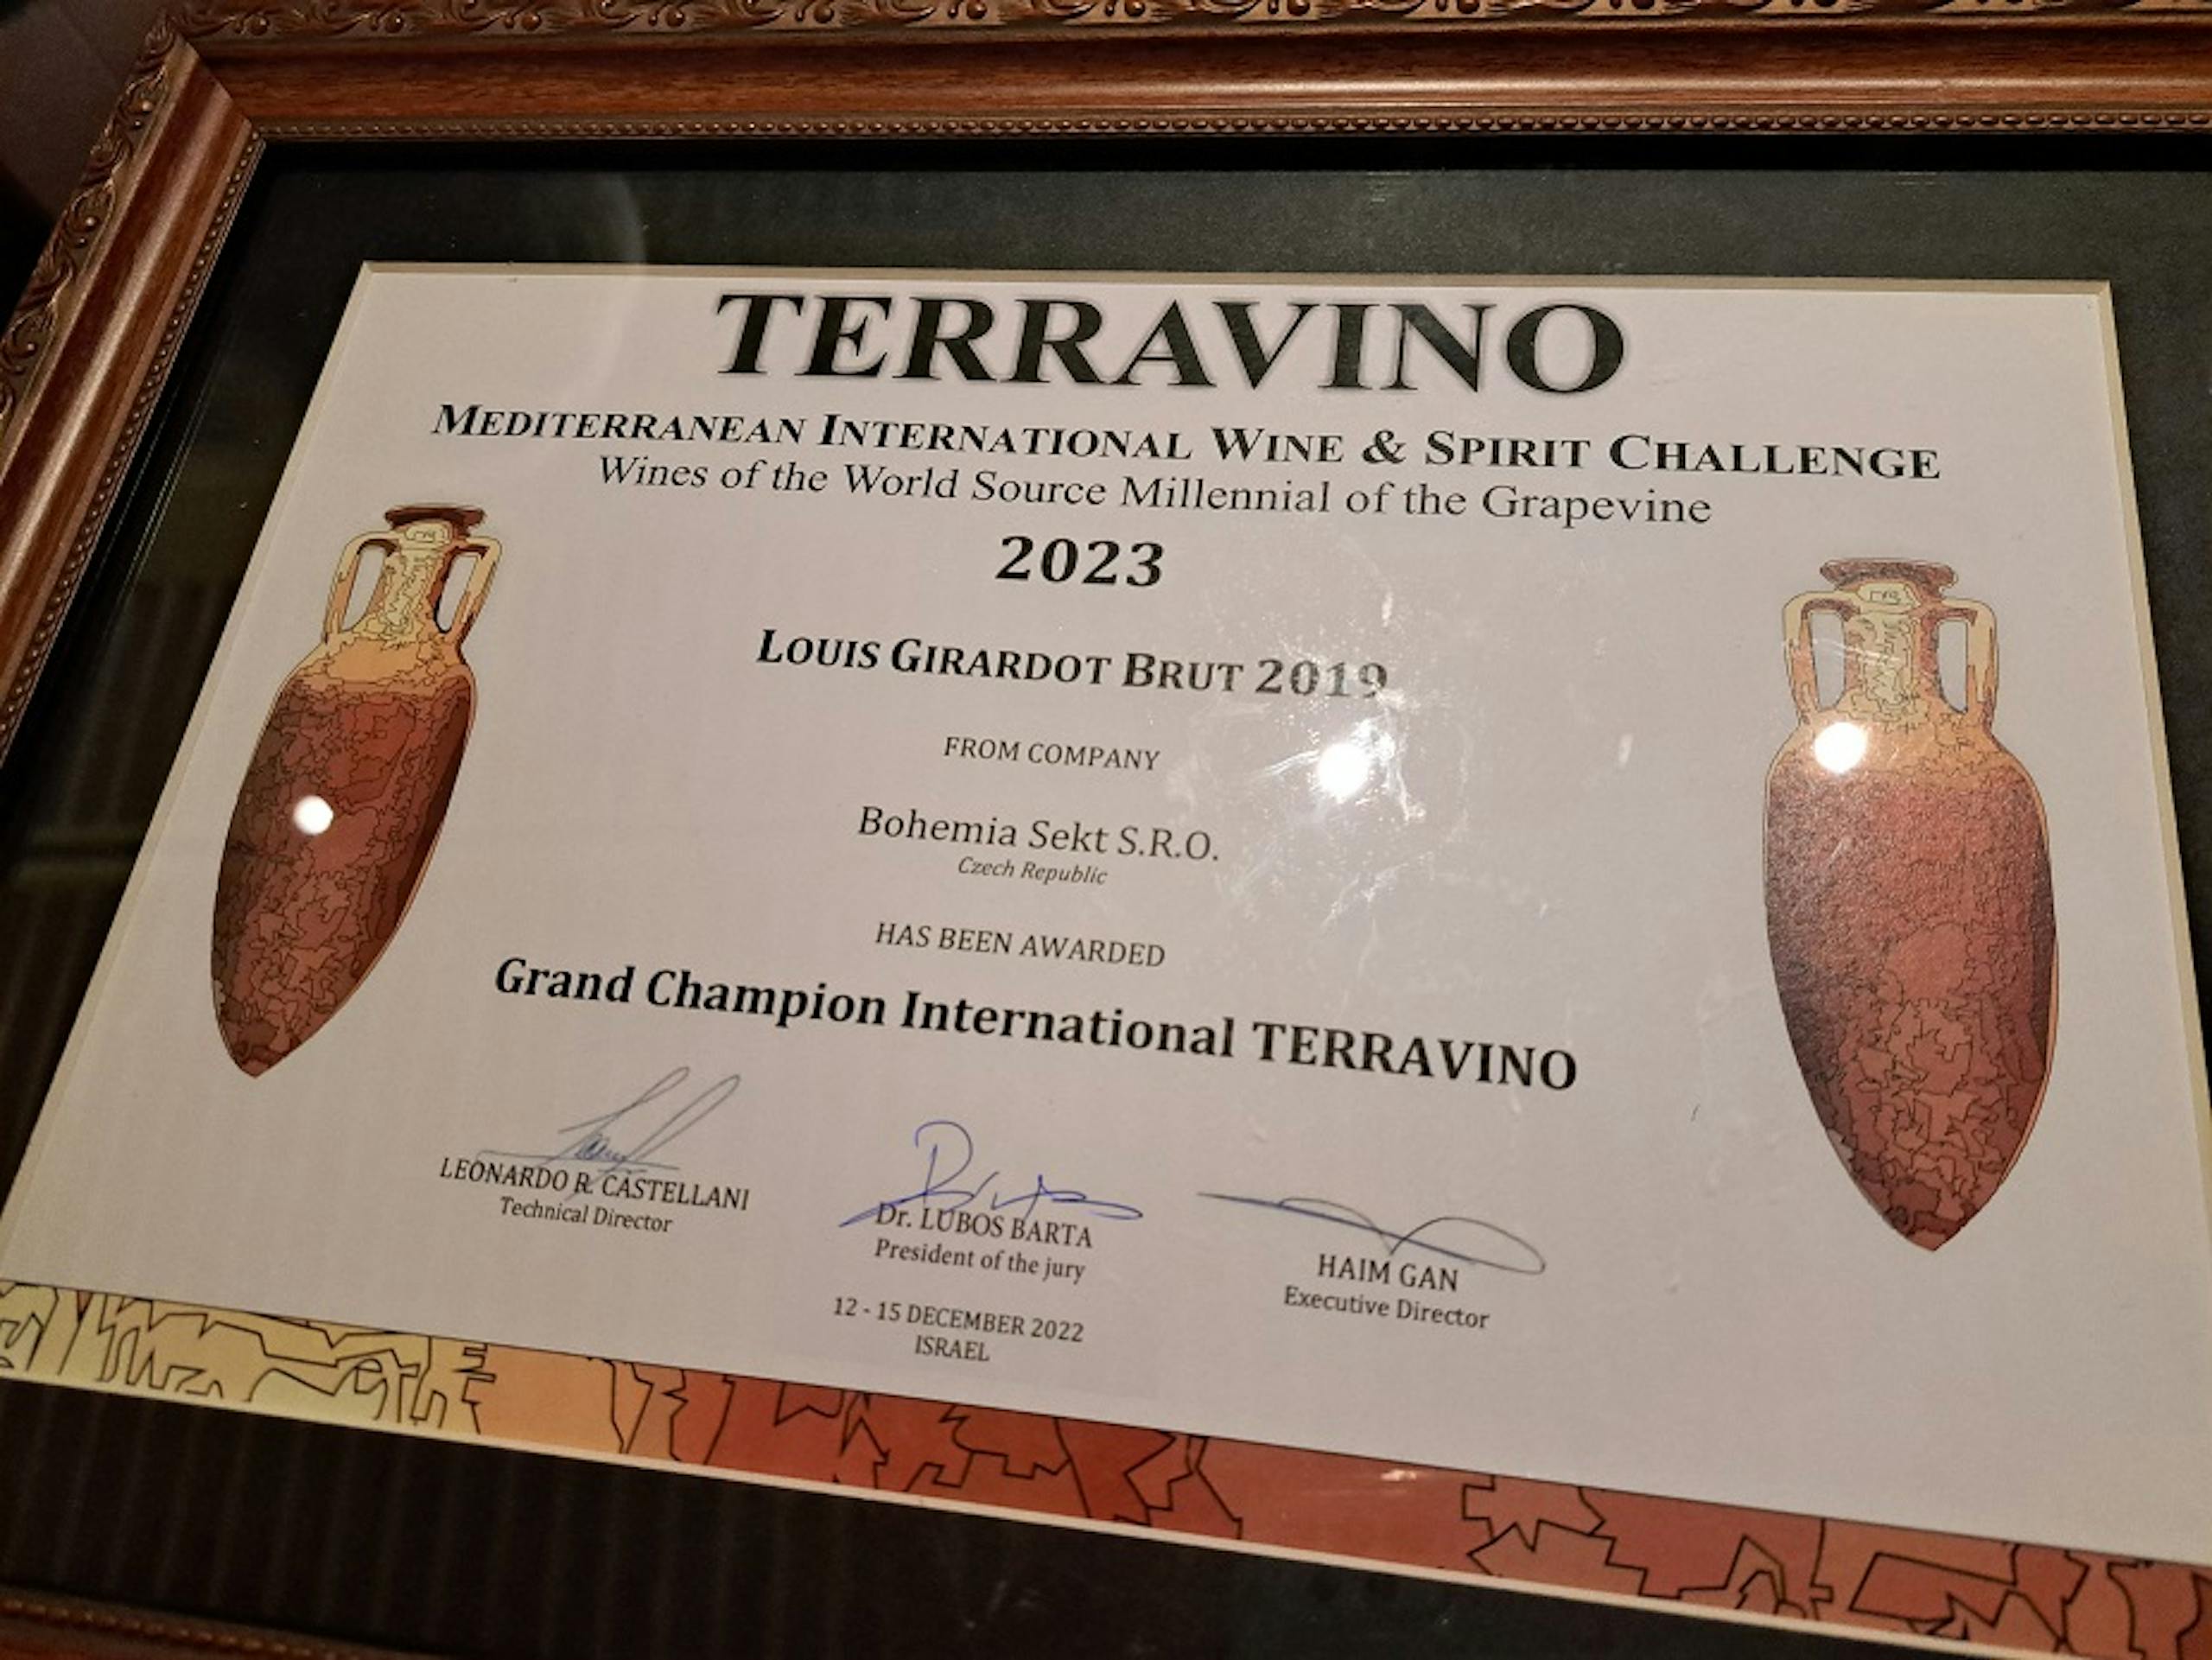 TERRAVINO
MEDITERRANEAN INTERNATIONAL WINE & SPIRIT CHALLENGE
Wines of the World Source Millennial of the Grapevine
2023
LOUIS GIRARDOT BRUT 2019
FROM COMPANY
Bohemia Sekt S.R.O.
Czech Republic
HAS BEEN AWARDED
Grand Champion International TERRAVINO
LEONARDO R. CASTELLANI
Technical Director
Dr. LUBOS BARTA
President of the jury
HAIM GAN
Executive Director
12 - 15 DECEMBER 2022
ISRAEL